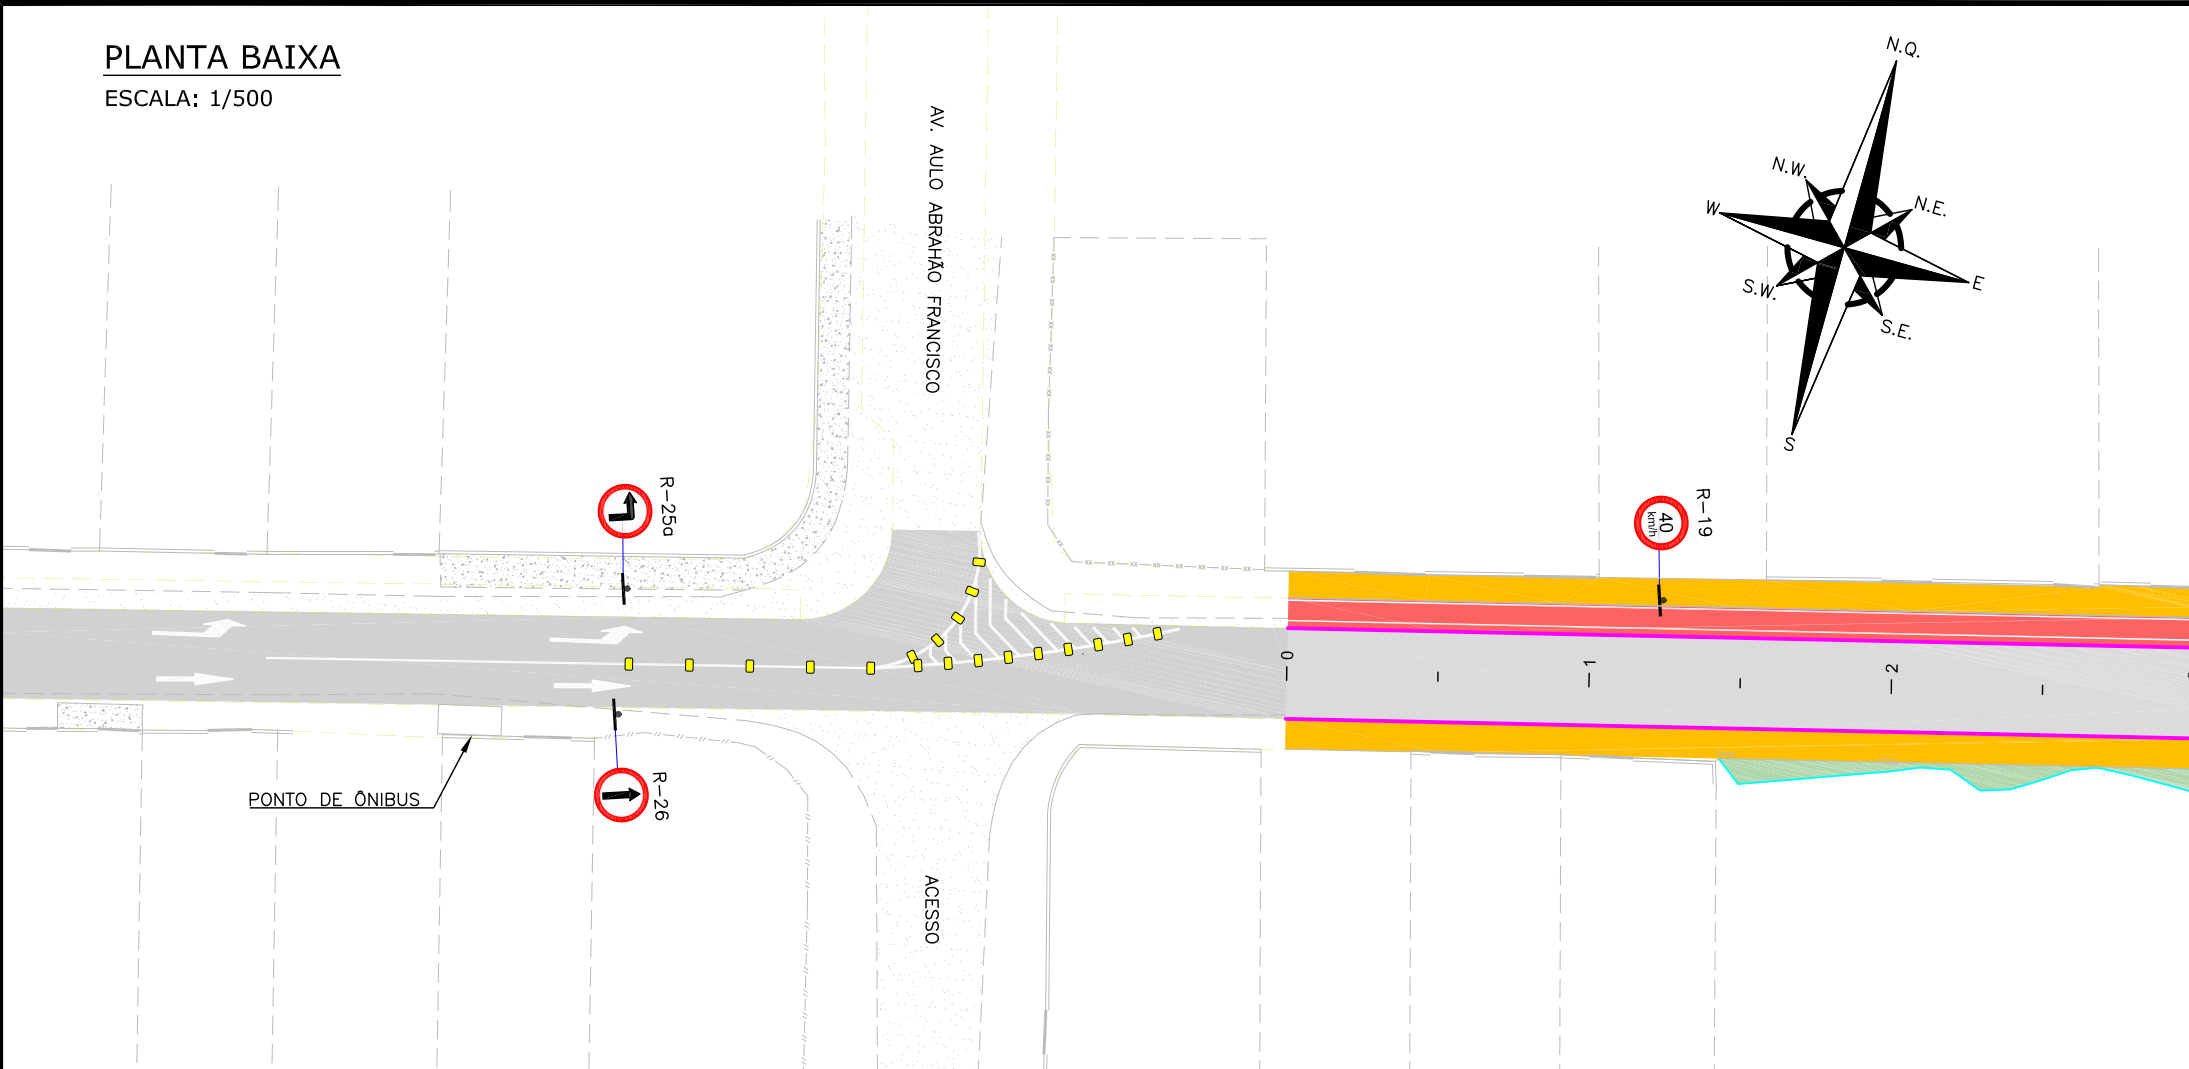 PLANTA BAIXA
ESCALA: 1/500
N.Q.
N.W.
N.E.
W
E
S.W.
S.E.
S
AV. AULO ABRAHÃO FRANCISCO
R-25a
R-19
40
km/h
0
1
2
R-26
PONTO DE ÔNIBUS
ACESSO